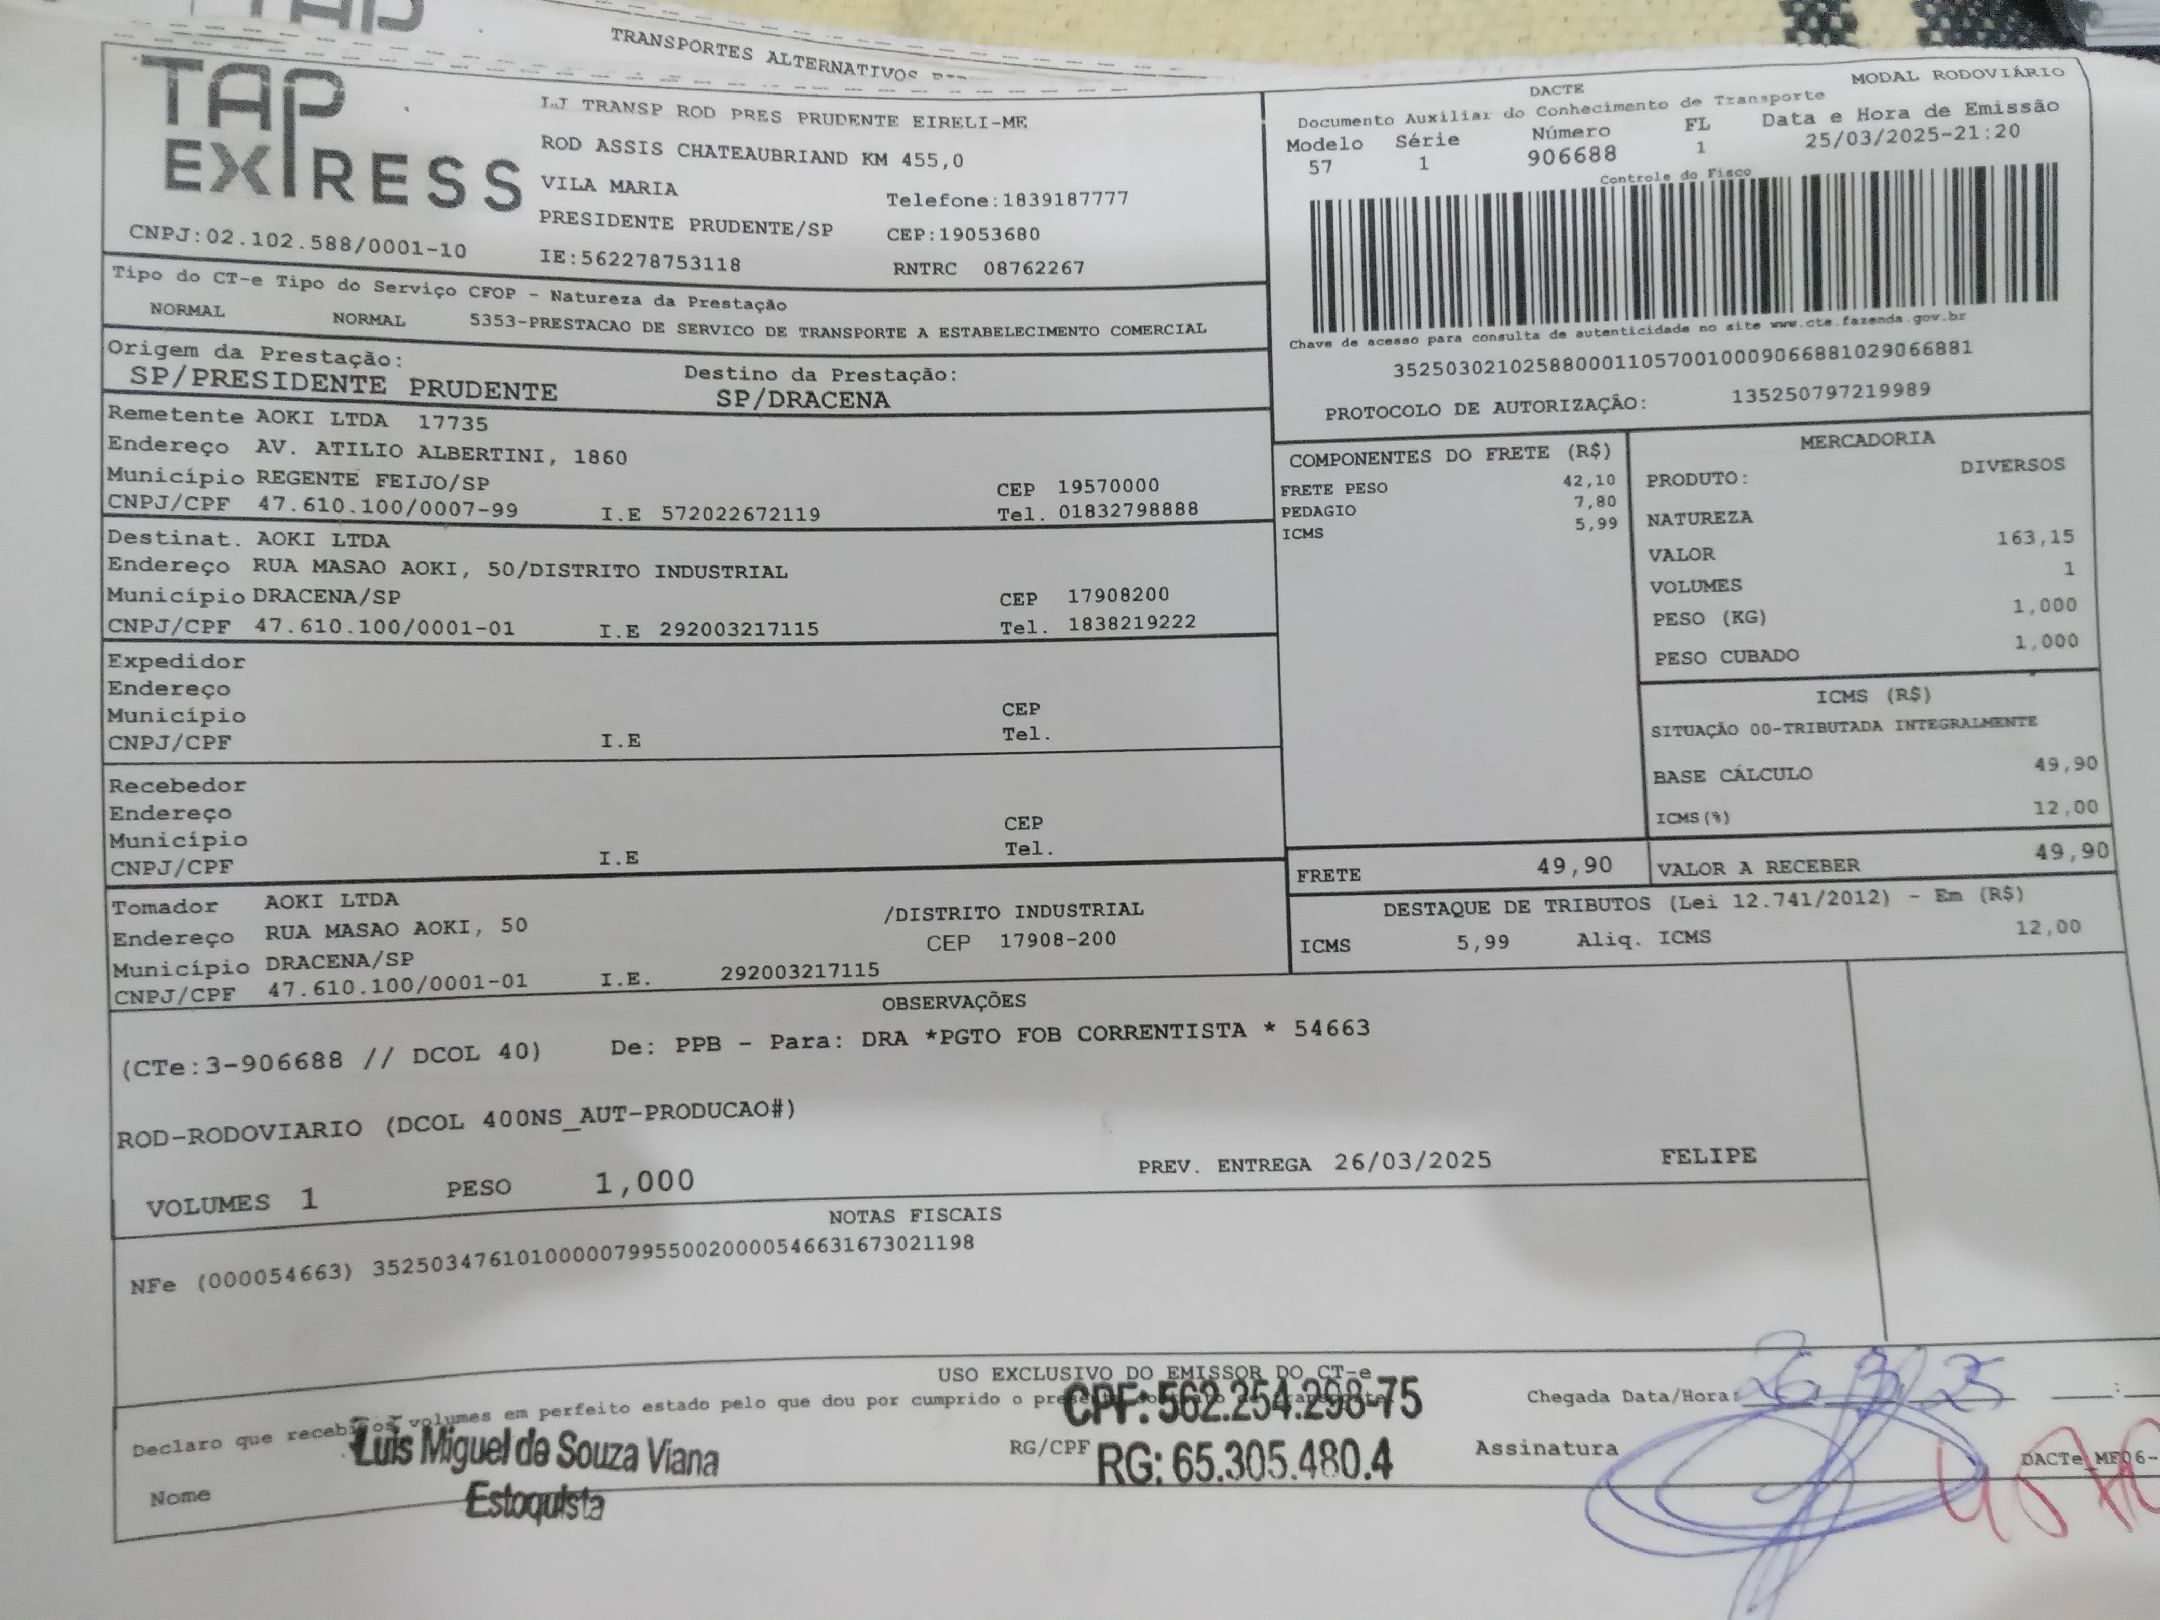 TRANSPORTES ALTERNATIVOS
TAP
EXPRESS
LJ TRANSP ROD PRES PRUDENTE EIRELI-ME
ROD ASSIS CHATEAUBRIAND KM 455,0
VILA MARIA
Telefone:1839187777
PRESIDENTE PRUDENTE/SP
CEP:19053680
CNPJ:02.102.588/0001-10
IE:562278753118
RNTRC 08762267
DACTE
MODAL RODOVIÁRIO
Documento Auxiliar do Conhecimento de Transporte
Modelo Série Número FL Data e Hora de Emissão
57 1 906688 1 25/03/2025-21:20
Controle do Fisco
Chave de acesso para consulta de autenticidade no site www.cte.fazenda.gov.br
35250302102588000110570010009066881029066881
PROTOCOLO DE AUTORIZAÇÃO: 135250797219989
Tipo do CT-e Tipo do Serviço CFOP - Natureza da Prestação
NORMAL NORMAL 5353-PRESTACAO DE SERVICO DE TRANSPORTE A ESTABELECIMENTO COMERCIAL
Origem da Prestação: Destino da Prestação:
SP/PRESIDENTE PRUDENTE SP/DRACENA
Remetente AOKI LTDA 17735
Endereço AV. ATILIO ALBERTINI, 1860
Município REGENTE FEIJO/SP CEP 19570000
CNPJ/CPF 47.610.100/0007-99 I.E 572022672119 Tel. 01832798888
Destinat. AOKI LTDA
Endereço RUA MASAO AOKI, 50/DISTRITO INDUSTRIAL
Município DRACENA/SP CEP 17908200
CNPJ/CPF 47.610.100/0001-01 I.E 292003217115 Tel. 1838219222
Expedidor
Endereço
Município CEP
CNPJ/CPF I.E Tel.
Recebedor
Endereço
Município CEP
CNPJ/CPF I.E Tel.
Tomador AOKI LTDA
Endereço RUA MASAO AOKI, 50 /DISTRITO INDUSTRIAL
Município DRACENA/SP CEP 17908-200
CNPJ/CPF 47.610.100/0001-01 I.E. 292003217115
COMPONENTES DO FRETE (R$)
FRETE PESO 42,10
PEDAGIO 7,80
ICMS 5,99
MERCADORIA
PRODUTO: DIVERSOS
NATUREZA
VALOR 163,15
VOLUMES 1
PESO (KG) 1,000
PESO CUBADO 1,000
ICMS (R$)
SITUAÇÃO 00-TRIBUTADA INTEGRALMENTE
BASE CÁLCULO 49,90
ICMS(%) 12,00
FRETE 49,90 VALOR A RECEBER 49,90
DESTAQUE DE TRIBUTOS (Lei 12.741/2012) - Em (R$)
ICMS 5,99 Aliq. ICMS 12,00
OBSERVAÇÕES
(CTe:3-906688 // DCOL 40) De: PPB - Para: DRA *PGTO FOB CORRENTISTA * 54663
ROD-RODOVIARIO (DCOL 400NS_AUT-PRODUCAO#)
VOLUMES 1 PESO 1,000 PREV. ENTREGA 26/03/2025 FELIPE
NOTAS FISCAIS
NFe (000054663) 35250347610100000799550020000546631673021198
USO EXCLUSIVO DO EMISSOR DO CT-e
Declaro que recebi os volumes em perfeito estado pelo que dou por cumprido o
CPF: 562.254.298-75
Chegada Data/Hora: 26
25
Luis Miguel de Souza Viana
RG/CPF RG: 65.305.480.4
Assinatura
DACTe_MF06-
Nome Estoquista